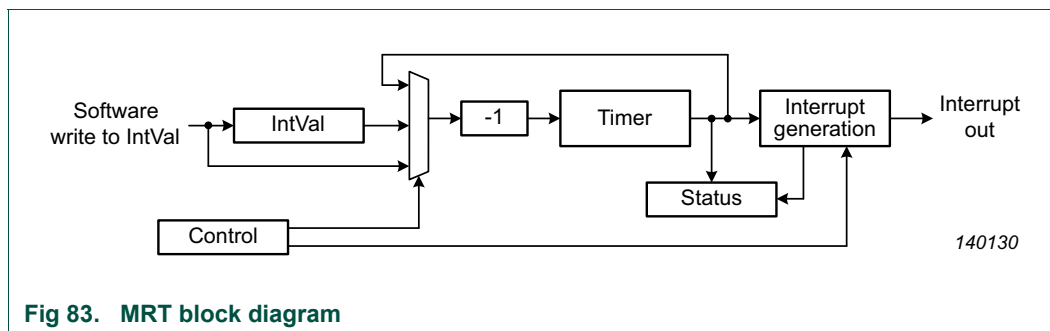 Software
write to IntVal
IntVal
-1
Timer
Interrupt
generation
Interrupt
out
Status
Control
140130
Fig 83. MRT block diagram